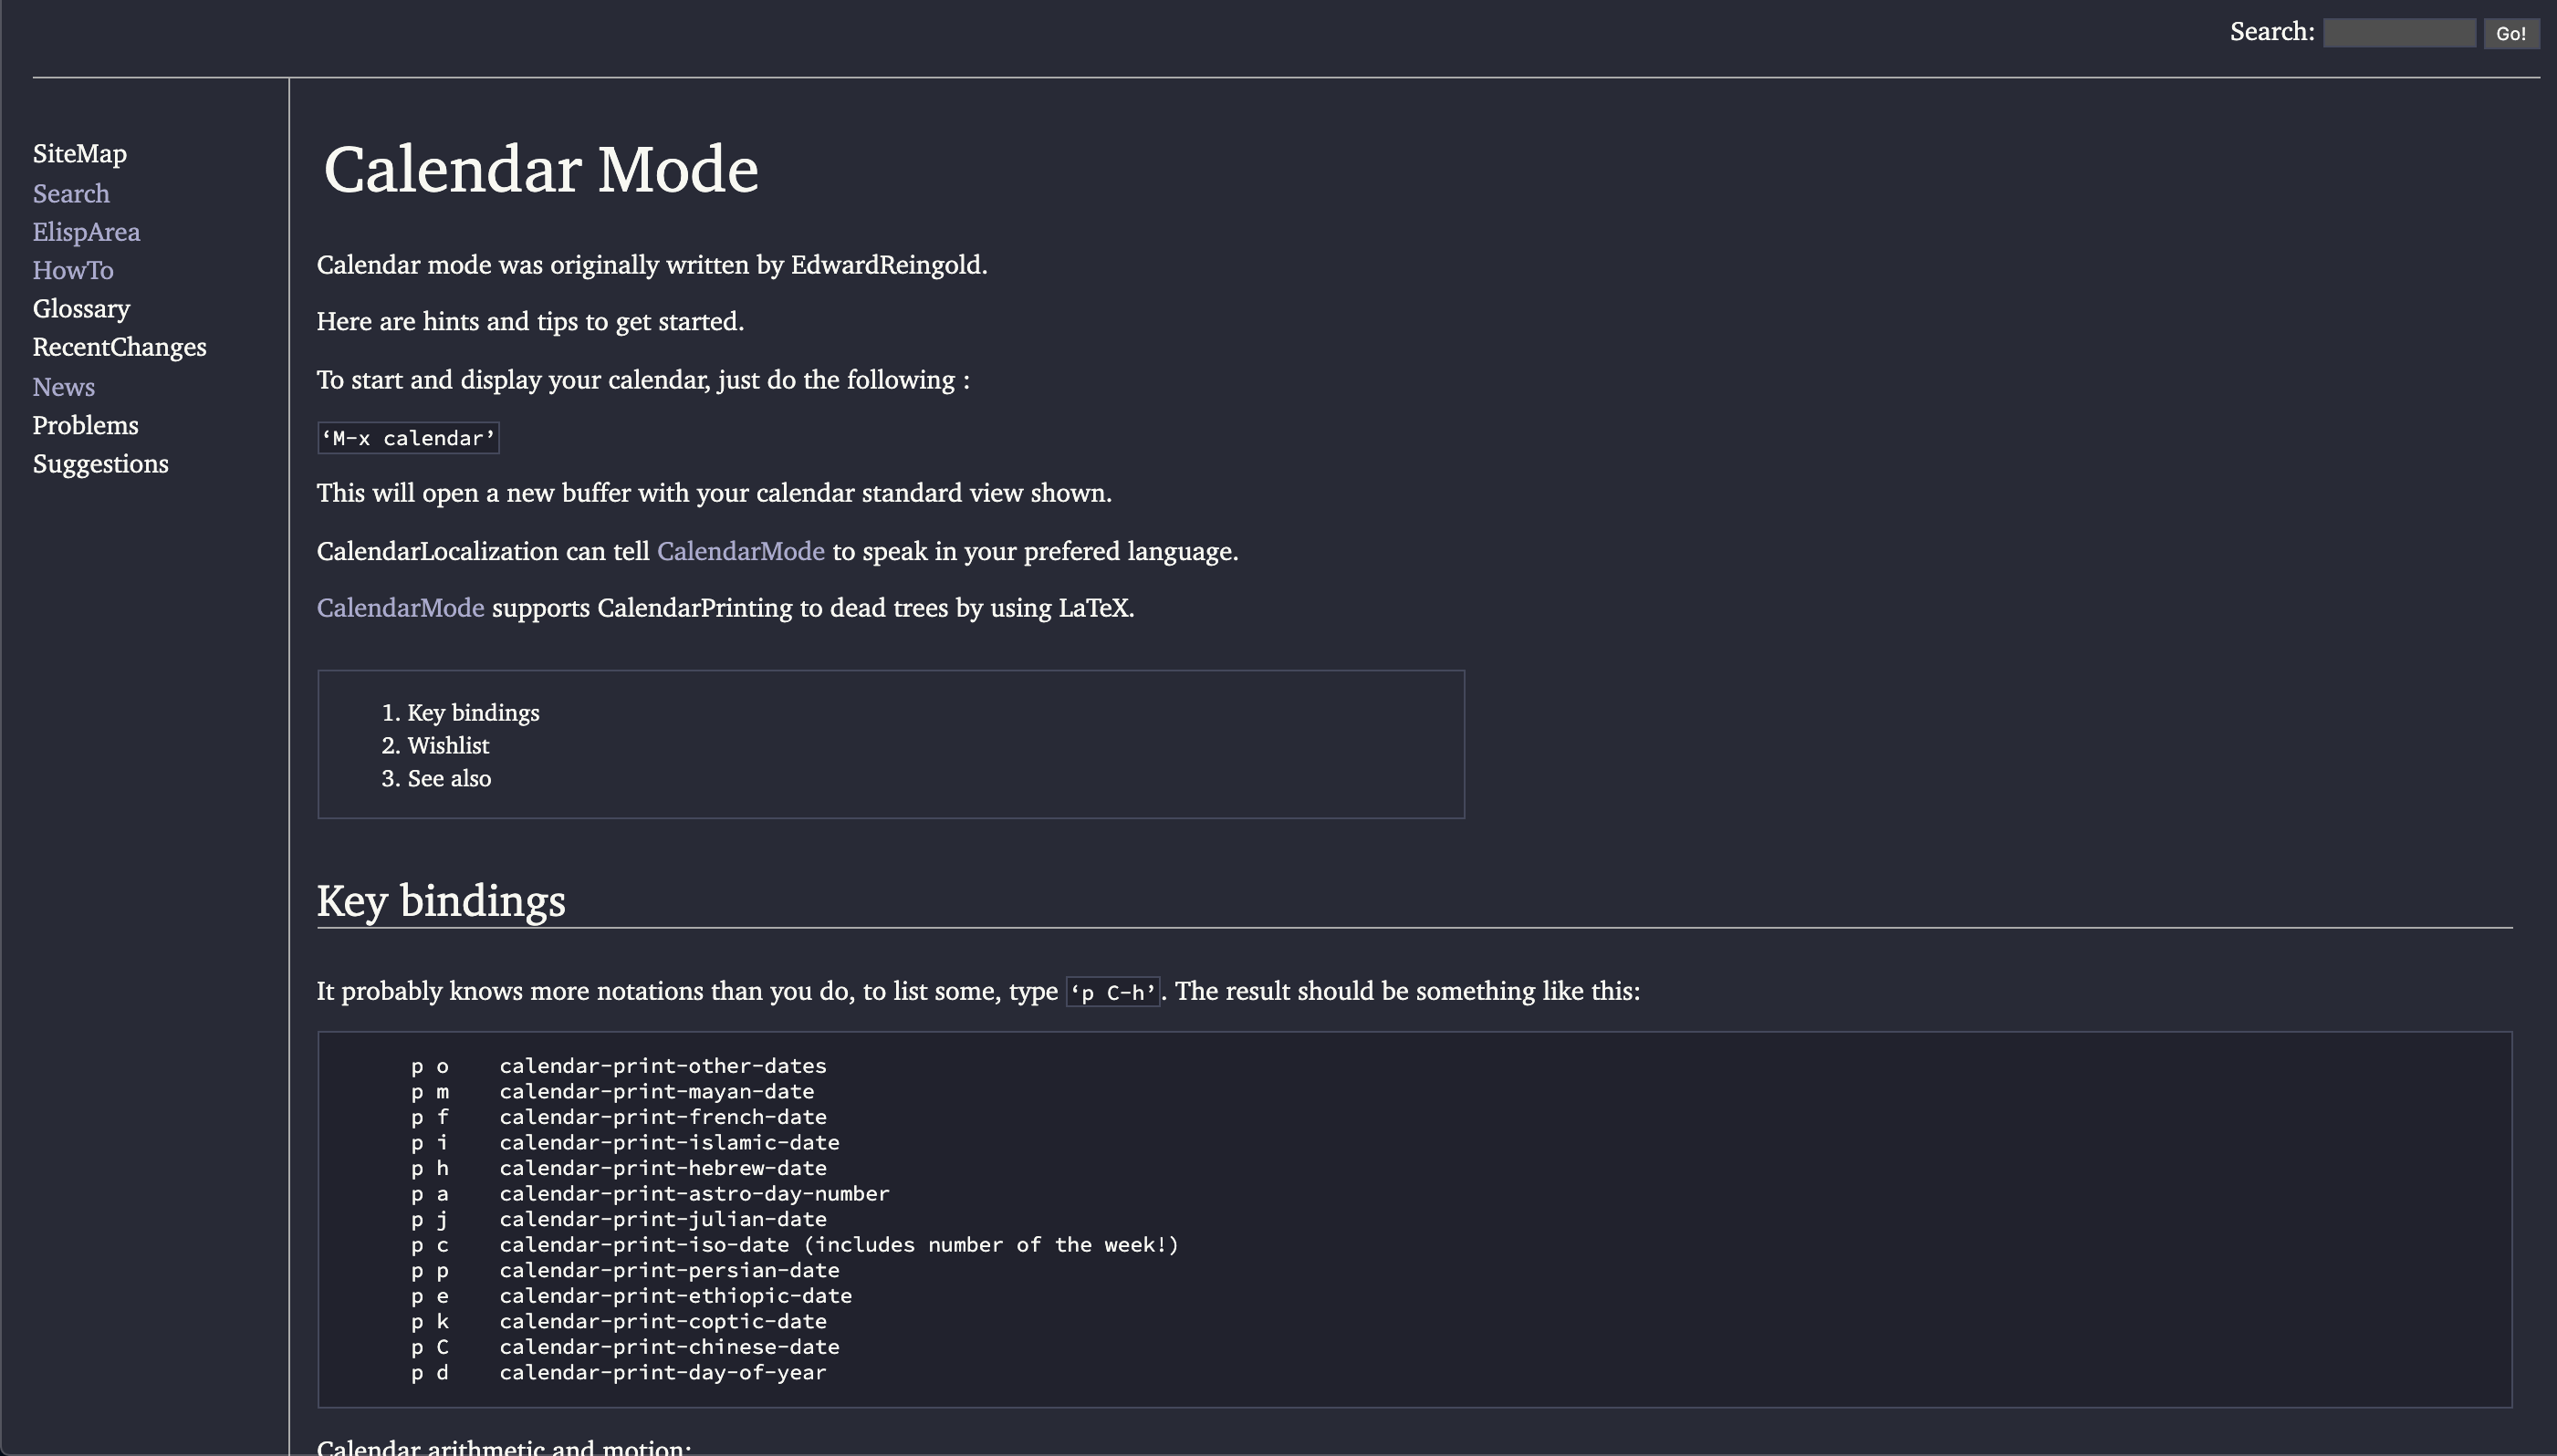 Search: Go!
SiteMap
Search
ElispArea
HowTo
Glossary
RecentChanges
News
Problems
Suggestions
Calendar Mode
Calendar mode was originally written by EdwardReingold.
Here are hints and tips to get started.
To start and display your calendar, just do the following :
‘M-x calendar’
This will open a new buffer with your calendar standard view shown.
CalendarLocalization can tell CalendarMode to speak in your prefered language.
CalendarMode supports CalendarPrinting to dead trees by using LaTeX.
1. Key bindings
2. Wishlist
3. See also
Key bindings
It probably knows more notations than you do, to list some, type ‘p C-h’. The result should be something like this:
p o    calendar-print-other-dates
p m    calendar-print-mayan-date
p f    calendar-print-french-date
p i    calendar-print-islamic-date
p h    calendar-print-hebrew-date
p a    calendar-print-astro-day-number
p j    calendar-print-julian-date
p c    calendar-print-iso-date (includes number of the week!)
p p    calendar-print-persian-date
p e    calendar-print-ethiopic-date
p k    calendar-print-coptic-date
p C    calendar-print-chinese-date
p d    calendar-print-day-of-year
Calendar arithmetic and motion: